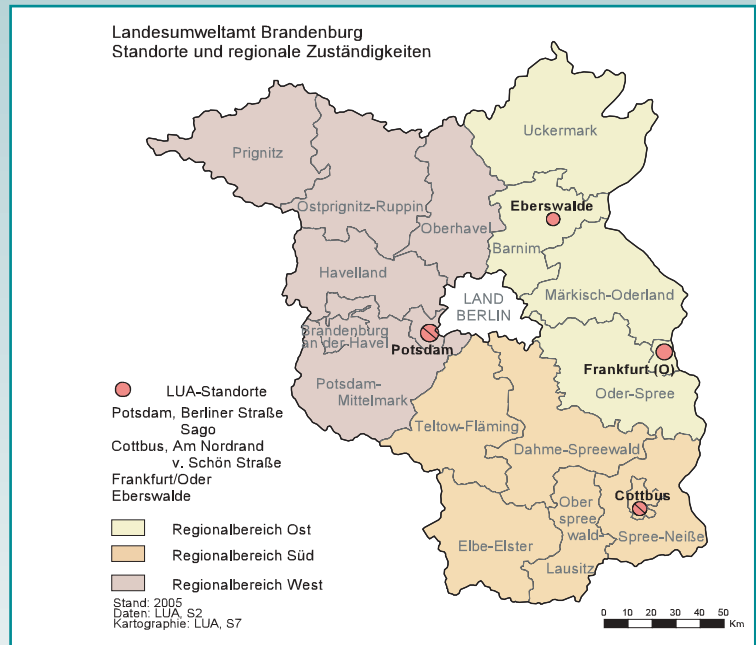 Landesumweltamt Brandenburg
Standorte und regionale Zuständigkeiten
Uckermark
Prignitz
Ostprignitz-Ruppin
Eberswalde
Oberhavel
Barnim
Havelland
LAND
BERLIN
Märkisch-Oderland
Brandenburg
an-der-Havel
Potsdam
Frankfurt (O)
Potsdam-
Mittelmark
Oder-Spree
LUA-Standorte
Potsdam, Berliner Straße
Sago
Cottbus, Am Nordrand
v. Schön Straße
Frankfurt/Oder
Eberswalde
Teltow-Fläming
Dahme-Spreewald
Cottbus
Ober
spree
wald-
Lausitz
Spree-Neiße
Elbe-Elster
Regionalbereich Ost
Regionalbereich Süd
Regionalbereich West
Stand: 2005
Daten: LUA, S2
Kartographie: LUA, S7
0 10 20 30 40 50
Km